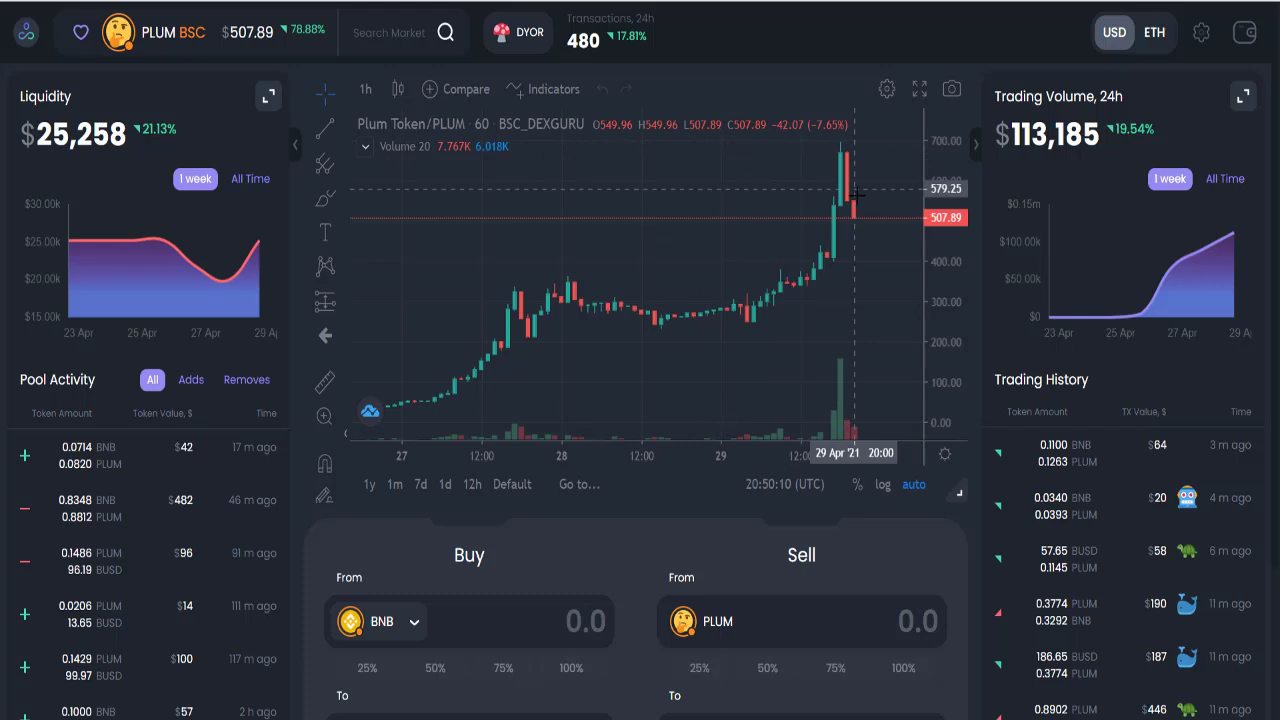 PLUM BSC $507.89 78.88%
Search Market
DYOR
Transactions, 24h
480 17.81%
USD ETH
Liquidity
$25,258 21.13%
1 week All Time
$30.00k
$25.00k
$20.00k
$15.00k
23 Apr 25 Apr 27 Apr 29 A
Pool Activity All Adds Removes
Token Amount Token Value, $ Time
0.0714 BNB $42 17 m ago
0.0820 PLUM
0.8348 BNB $482 46 m ago
0.8812 PLUM
0.1486 PLUM $96 91 m ago
96.19 BUSD
0.0206 PLUM $14 111 m ago
13.65 BUSD
0.1429 PLUM $100 117 m ago
99.97 BUSD
0.1000 BNB $57 2 h ago
1h Compare Indicators
Plum Token/PLUM · 60 · BSC_DEXGURU O549.96 H549.96 L507.89 C507.89 -42.07 (-7.65%)
Volume 20 7.767K 6.018K
700.00
579.25
507.89
400.00
300.00
200.00
100.00
0.00
27 12:00 28 12:00 29 12:0 29 Apr '21 20:00
1y 1m 7d 1d 12h Default Go to... 20:50:10 (UTC) % log auto
Buy
From
BNB 0.0
25% 50% 75% 100%
To
Sell
From
PLUM 0.0
25% 50% 75% 100%
To
Trading Volume, 24h
$113,185 19.54%
1 week All Time
$0.15m
$100.00k
$50.00k
$0
23 Apr 25 Apr 27 Apr 29 A
Trading History
Token Amount TX Value, $ Time
0.1100 BNB $64 3 m ago
0.1263 PLUM
0.0340 BNB $20 4 m ago
0.0393 PLUM
57.65 BUSD $58 6 m ago
0.1145 PLUM
0.3774 PLUM $190 11 m ago
0.3292 BNB
186.65 BUSD $187 11 m ago
0.3774 PLUM
0.8902 PLUM $446 11 m ago